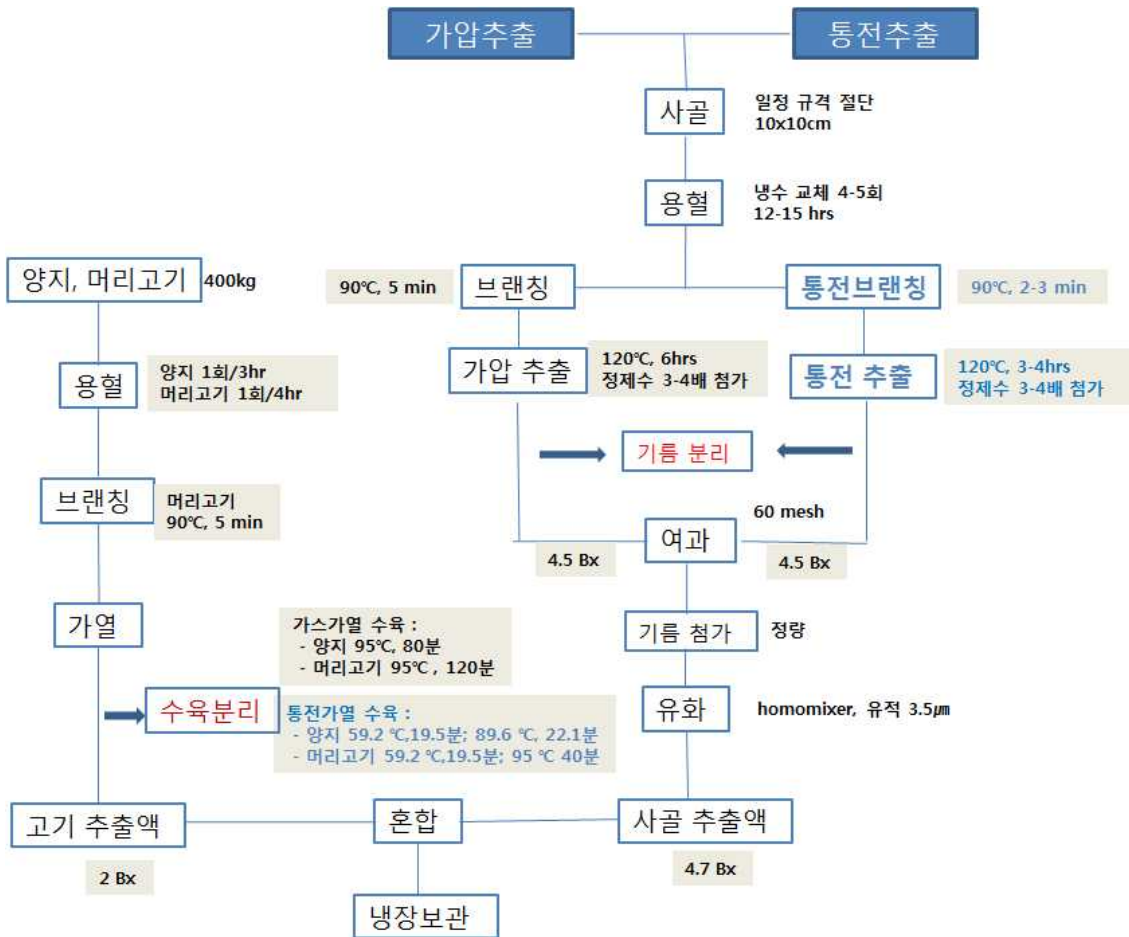 가압추출
통전추출
사골
일정 규격 절단
10x10cm
용혈
냉수 교체 4-5회
12-15 hrs
양지, 머리고기
400kg
90℃, 5 min
브랜칭
통전브랜칭
90℃, 2-3 min
용혈
양지 1회/3hr
머리고기 1회/4hr
가압 추출
120℃, 6hrs
정제수 3-4배 첨가
통전 추출
120℃, 3-4hrs
정제수 3-4배 첨가
기름 분리
브랜칭
머리고기
90℃, 5 min
60 mesh
여과
4.5 Bx
4.5 Bx
가열
가스가열 수육 :
- 양지 95℃, 80분
- 머리고기 95℃ , 120분
기름 첨가
정량
수육분리
통전가열 수육 :
- 양지 59.2 ℃,19.5분; 89.6 ℃, 22.1분
- 머리고기 59.2 ℃,19.5분; 95 ℃ 40분
유화
homomixer, 유적 3.5㎛
고기 추출액
혼합
사골 추출액
2 Bx
4.7 Bx
냉장보관